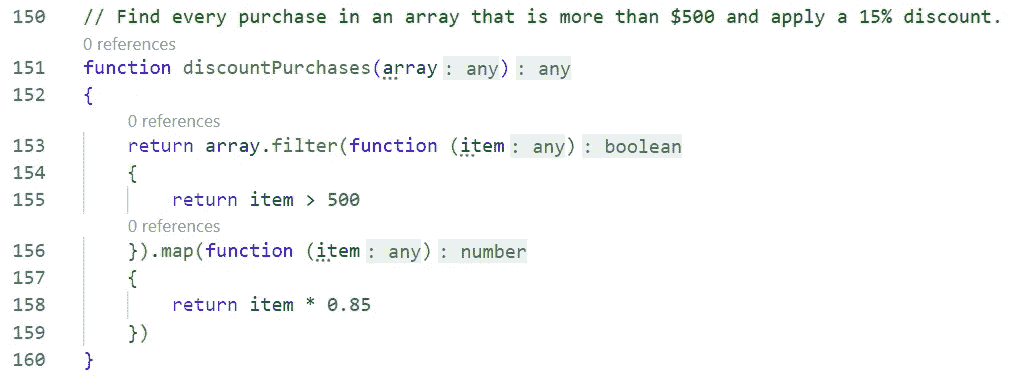 150 // Find every purchase in an array that is more than $500 and apply a 15% discount.
0 references
151 function discountPurchases(array : any) : any
152 {
0 references
153 return array.filter(function (item : any) : boolean
154 {
155 return item > 500
0 references
156 }).map(function (item : any) : number
157 {
158 return item * 0.85
159 })
160 }